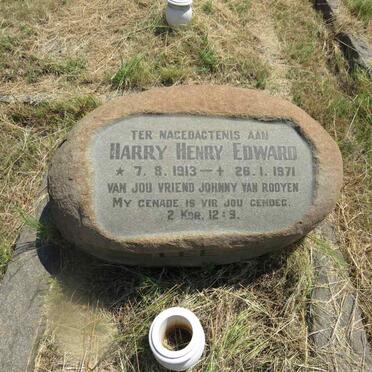 TER NAGEDAGTENIS AAN
HARRY HENRY EDWARD
* 7.8.1913 — + 26.1.1971
VAN JOU VRIEND JOHNNY VAN ROOYEN
MY GENADE IS VIR JOU GENOEG.
2 KOR. 12:9.